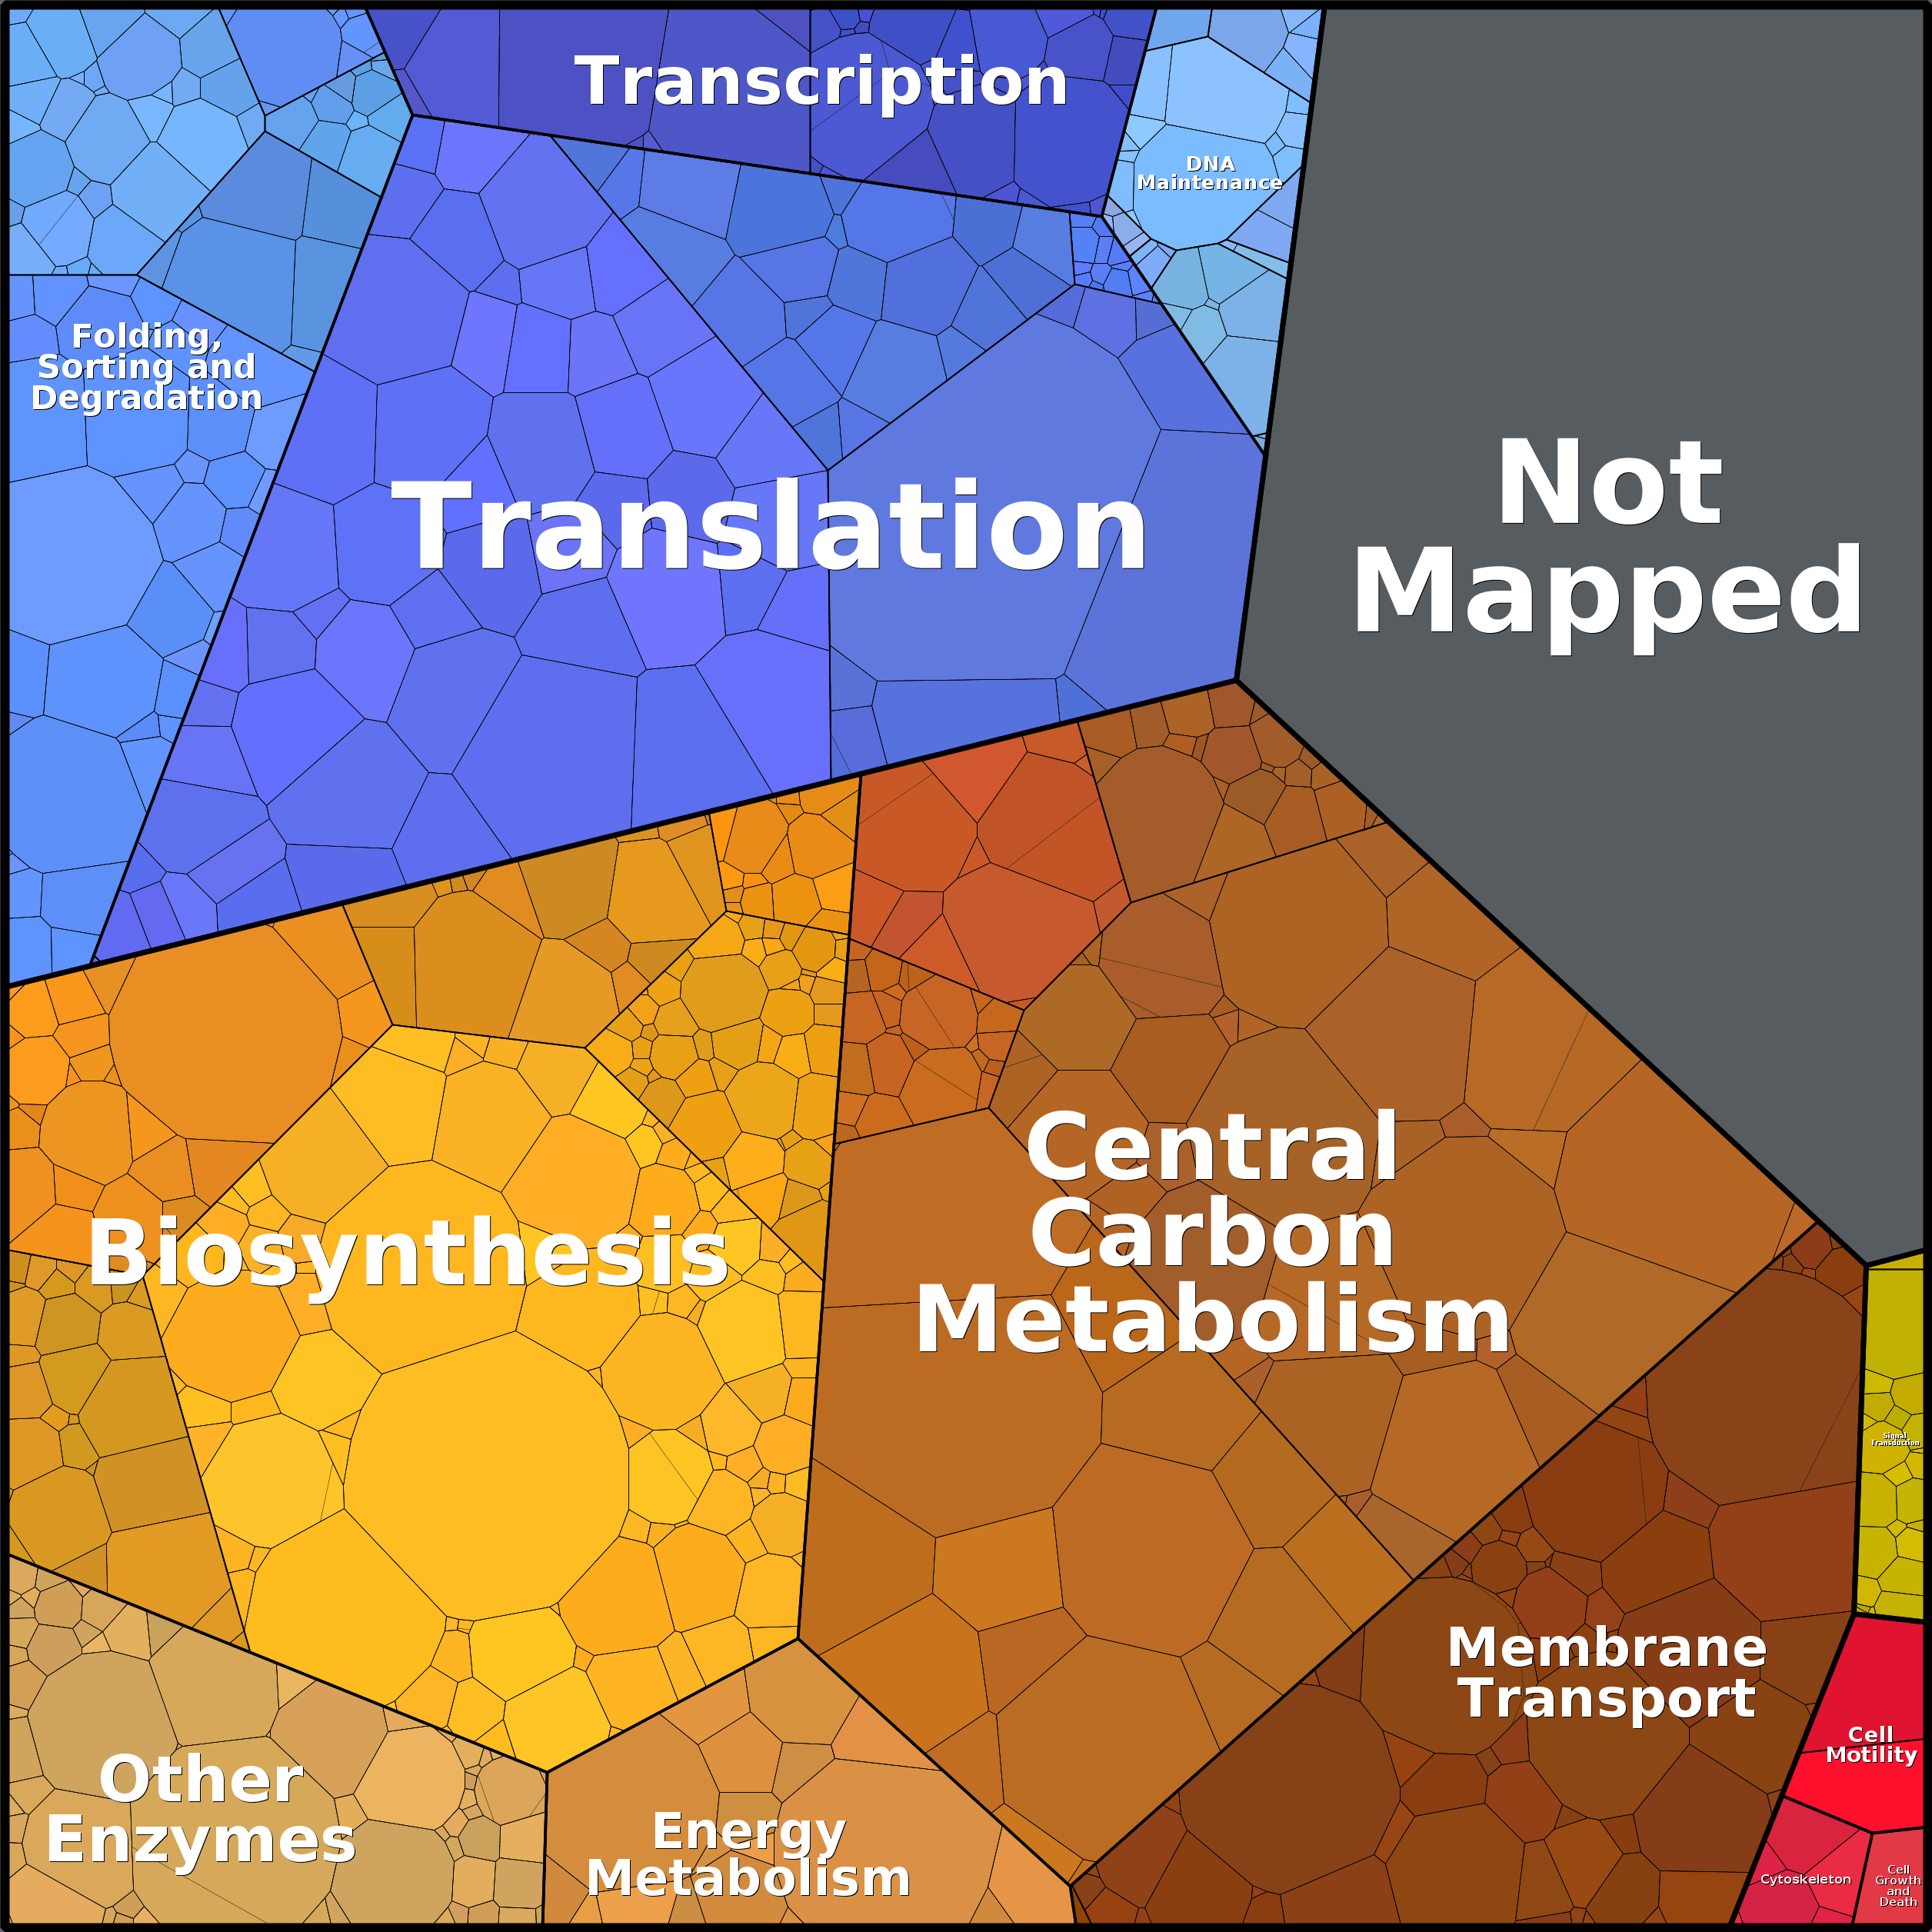 Transcription
DNA
Maintenance
Folding,
Sorting and
Degradation
Translation
Not
Mapped
Biosynthesis
Central
Carbon
Metabolism
Signal
Transduction
Membrane
Transport
Cell
Motility
Other
Enzymes
Energy
Metabolism
Cytoskeleton
Cell
Growth
and
Death